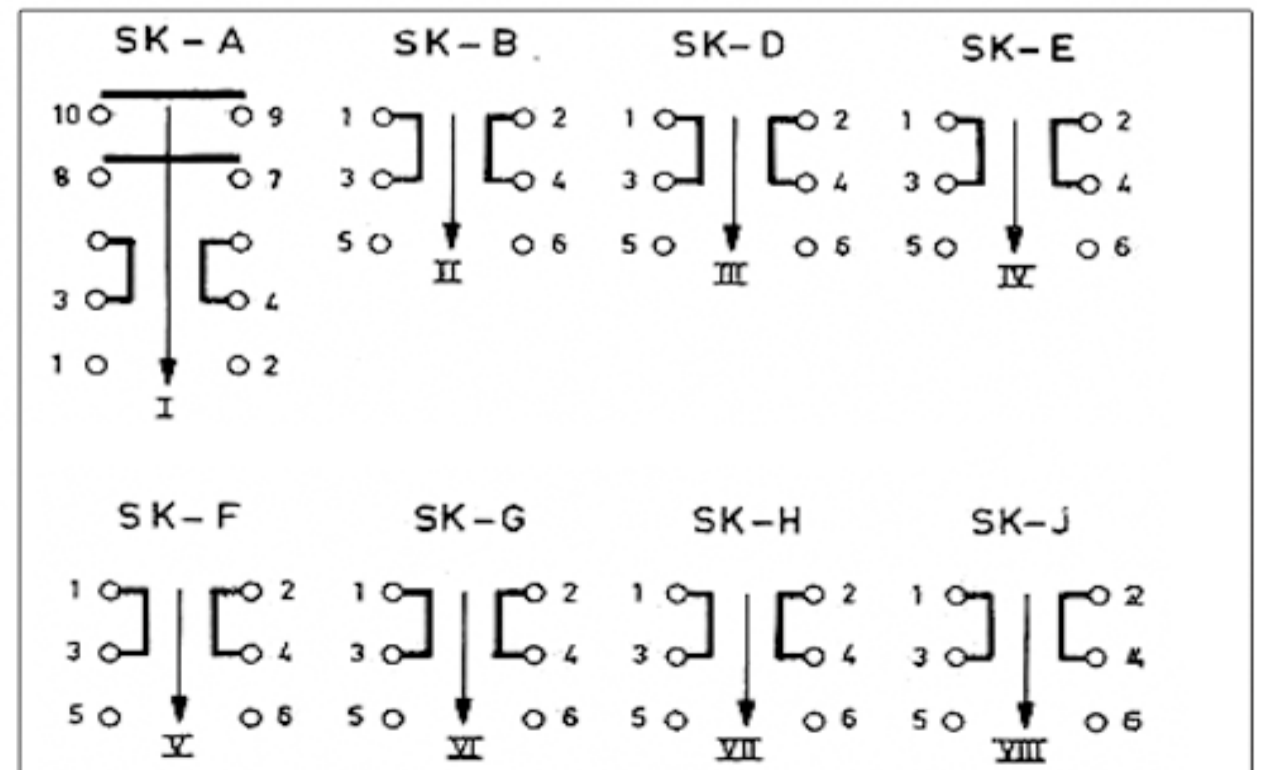 SK-A SK-B SK-D SK-E
10 9 1 2 1 2 1 2
8 7 3 4 3 4 3 4
5 6 5 6 5 6
3 4 II III IV
1 2
I
SK-F SK-G SK-H SK-J
1 2 1 2 1 2 1 2
3 4 3 4 3 4 3 4
5 6 5 6 5 6 5 6
V VI VII VIII